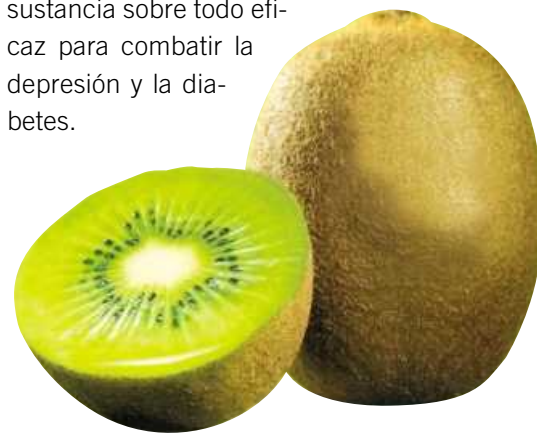 sustancia sobre todo efi-
caz para combatir la
depresión y la dia-
betes.